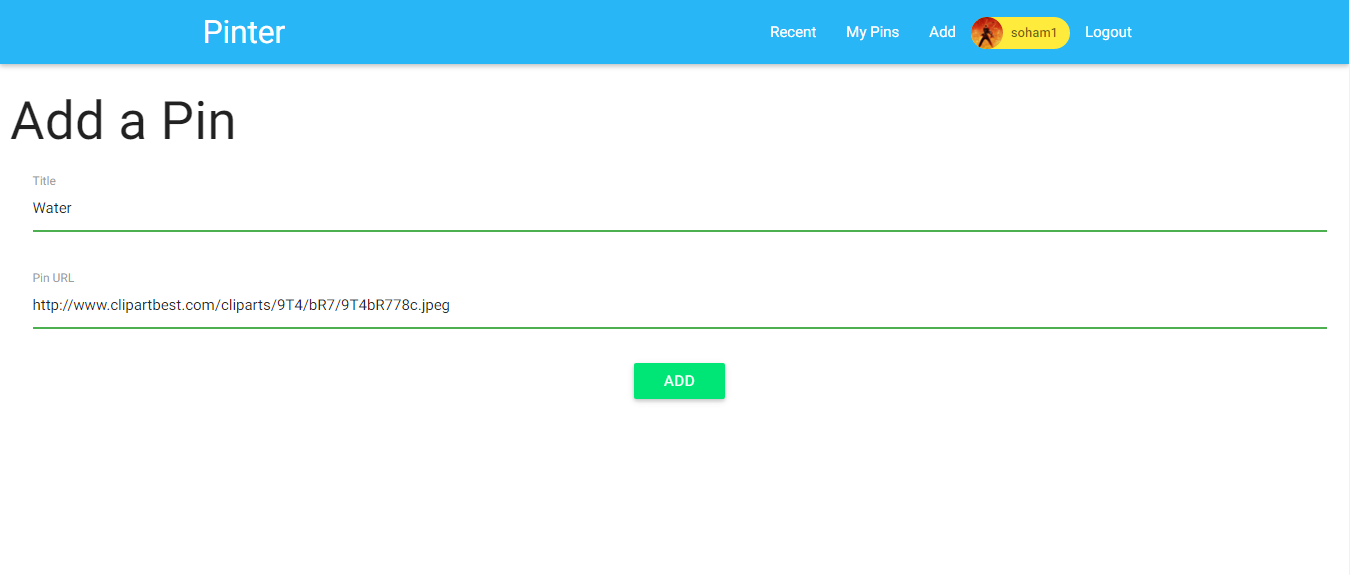 Pinter Recent My Pins Add soham1 Logout
Add a Pin
Title
Water
Pin URL
http://www.clipartbest.com/cliparts/9T4/bR7/9T4bR778c.jpeg
ADD